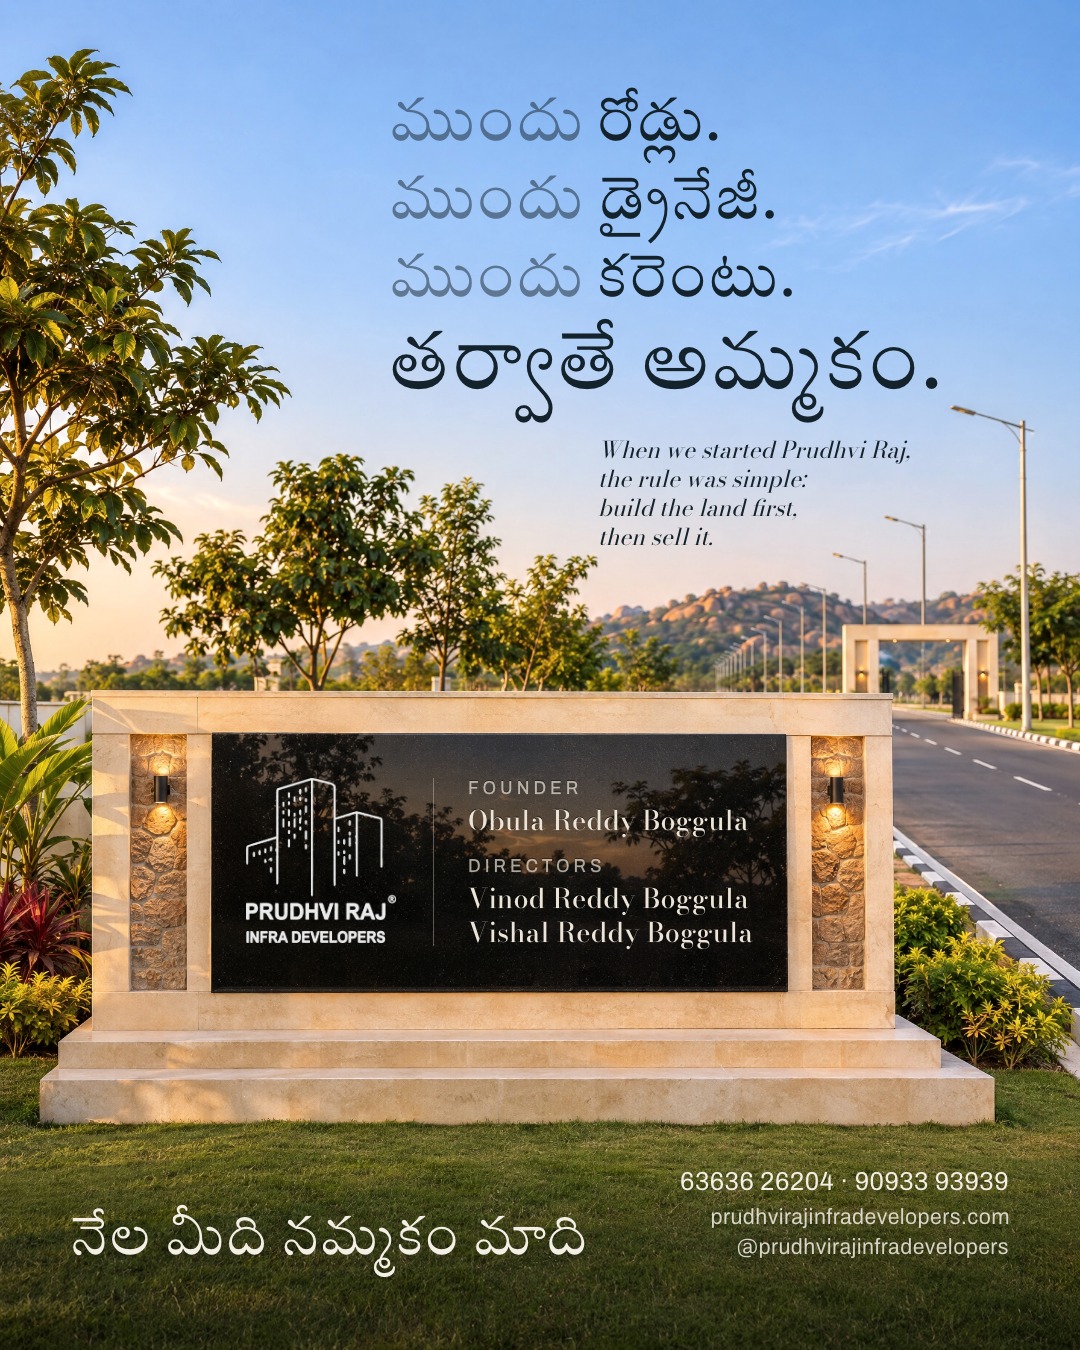 ముందు రోడ్లు.
ముందు డ్రైనేజీ.
ముందు కరెంటు.
తర్వాతే అమ్మకం.
When we started Prudhvi Raj.
the rule was simple:
build the land first,
then sell it.
PRUDHVI RAJ®
INFRA DEVELOPERS
FOUNDER
Obula Reddy Boggula
DIRECTORS
Vinod Reddy Boggula
Vishal Reddy Boggula
నేల మీది నమ్మకం మాది
63636 26204 · 90933 93939
prudhvirajinfradevelopers.com
@prudhvirajinfradevelopers